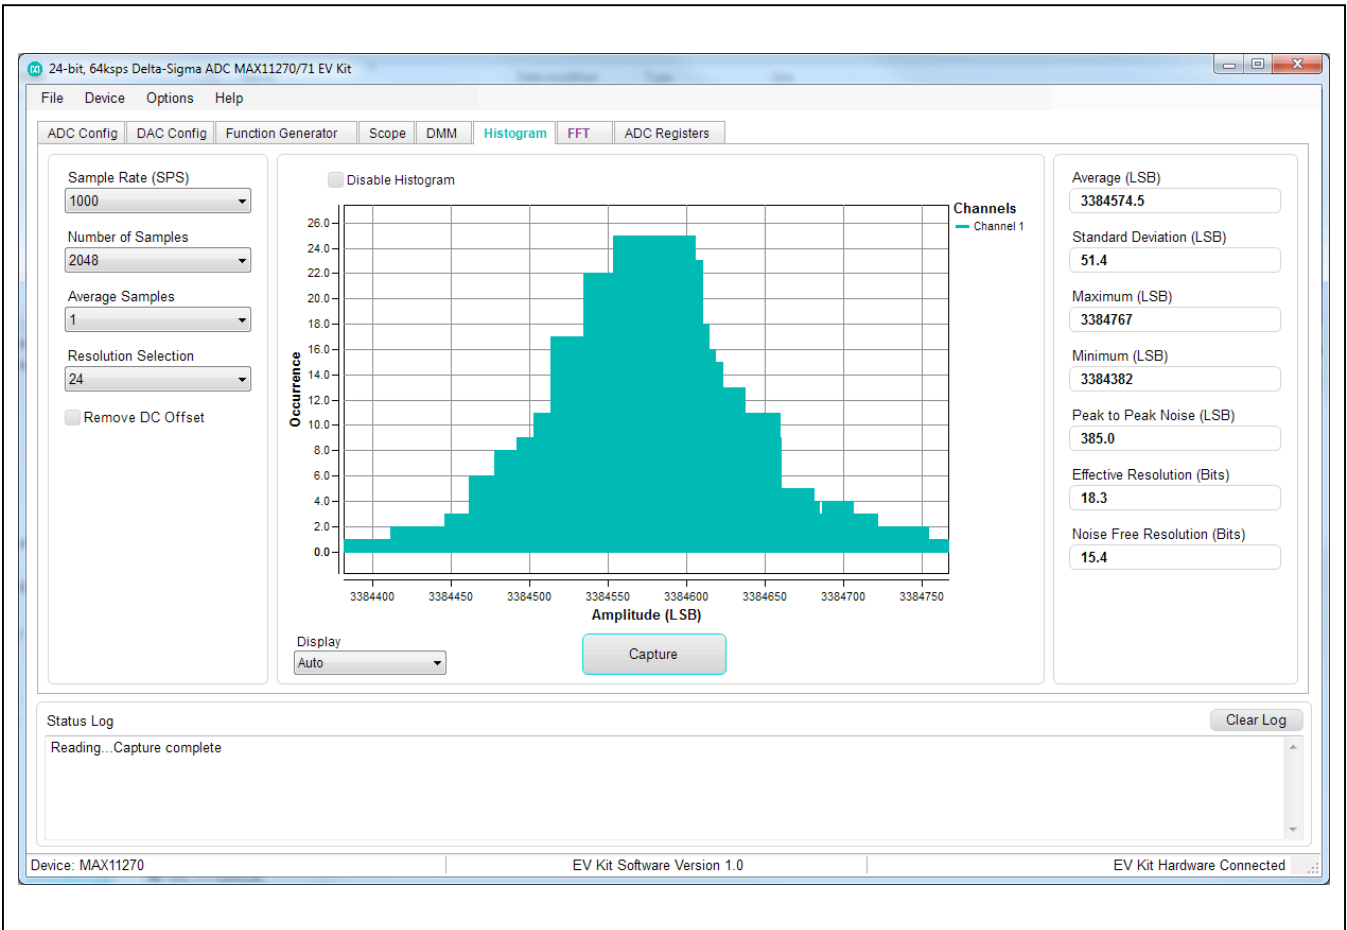 24-bit, 64ksps Delta-Sigma ADC MAX11270/71 EV Kit
File Device Options Help
ADC Config DAC Config Function Generator Scope DMM Histogram FFT ADC Registers
Sample Rate (SPS)
1000
Number of Samples
2048
Average Samples
1
Resolution Selection
24
Remove DC Offset
Disable Histogram
Channels
Channel 1
Occurrence
26.0
24.0
22.0
20.0
18.0
16.0
14.0
12.0
10.0
8.0
6.0
4.0
2.0
0.0
3384400 3384450 3384500 3384550 3384600 3384650 3384700 3384750
Amplitude (LSB)
Display
Auto
Capture
Average (LSB)
3384574.5
Standard Deviation (LSB)
51.4
Maximum (LSB)
3384767
Minimum (LSB)
3384382
Peak to Peak Noise (LSB)
385.0
Effective Resolution (Bits)
18.3
Noise Free Resolution (Bits)
15.4
Status Log
Clear Log
Reading...Capture complete
Device: MAX11270
EV Kit Software Version 1.0
EV Kit Hardware Connected